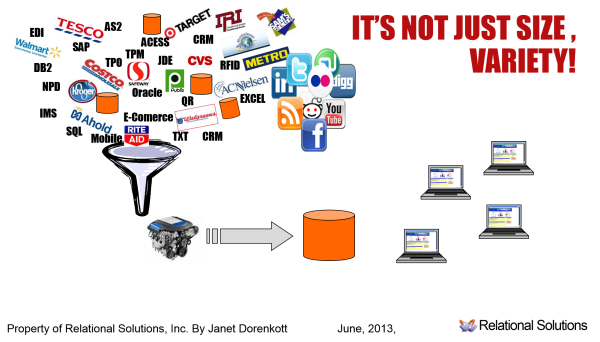 IT'S NOT JUST SIZE ,
VARIETY!
EDI
TESCO
AS2
ACESS
TARGET
IRI
Walmart
SAP
TPM
CRM
DB2
TPO
JDE
CVS
RFID
METRO
COSTCO
WHOLESALE
SAFEWAY
Publix
ACNielsen
in
digg
NPD
Kroger
Oracle
QR
EXCEL
You
Tube
IMS
Ahold
E-Comerce
Walgreens
SQL
Mobile
RITE
AID
TXT
CRM
Property of Relational Solutions, Inc. By Janet Dorenkott
June, 2013,
Relational Solutions